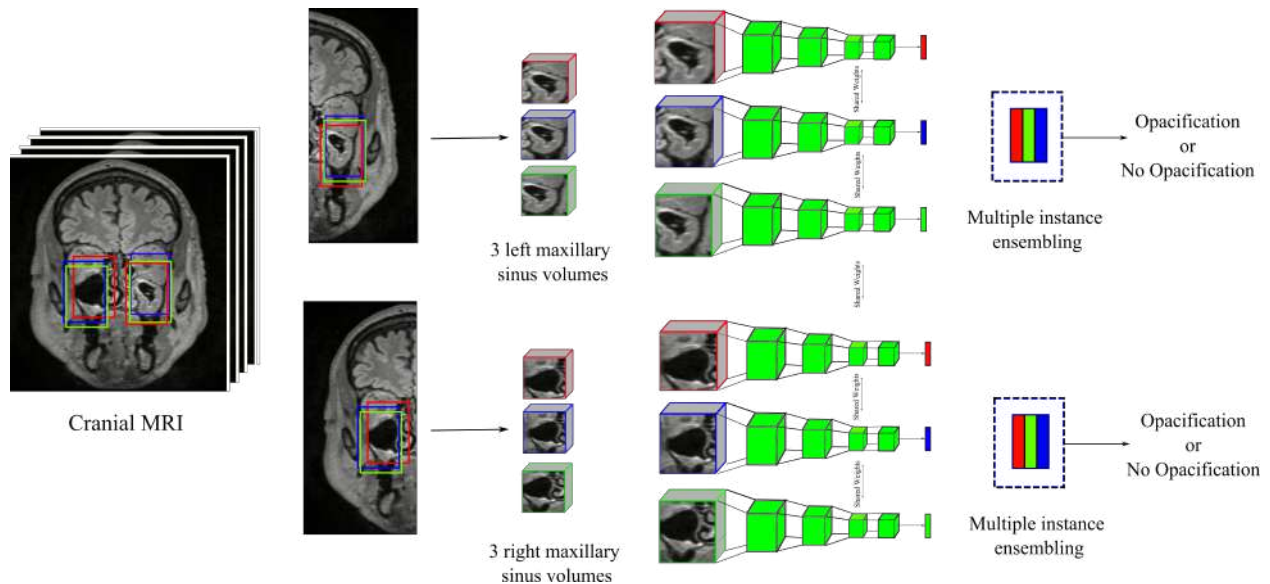 Cranial MRI
3 left maxillary
sinus volumes
Shared Weights
Shared Weights
Multiple instance
ensembling
Opacification
or
No Opacification
Shared Weights
3 right maxillary
sinus volumes
Shared Weights
Shared Weights
Multiple instance
ensembling
Opacification
or
No Opacification